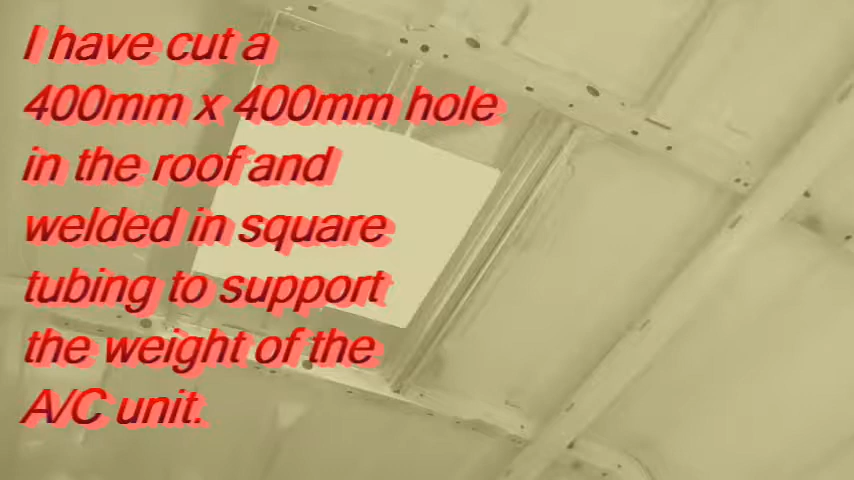 I have cut a
400mm x 400mm hole
in the roof and
welded in square
tubing to support
the weight of the
A/C unit.